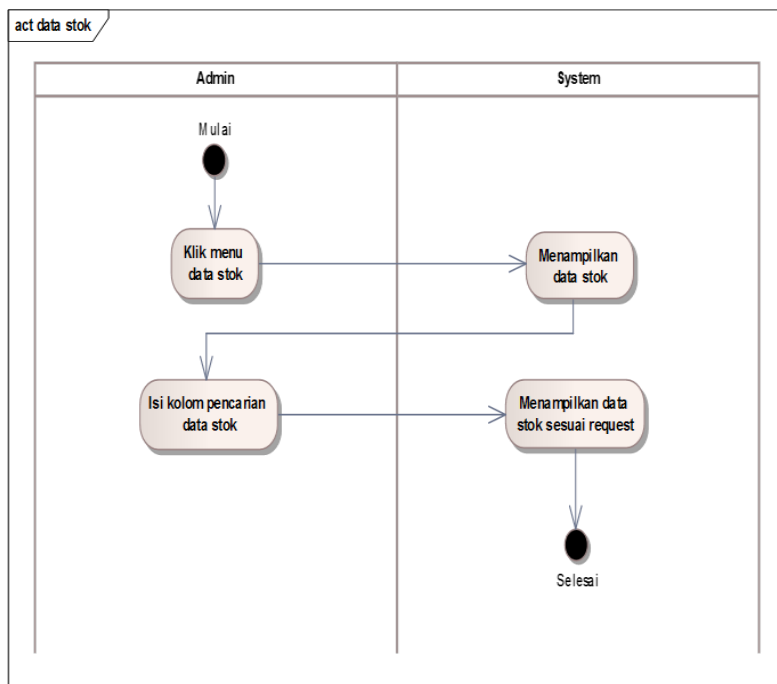 act data stok
Admin
System
Mulai
Klik menu
data stok
Menampilkan
data stok
Isi kolom pencarian
data stok
Menampilkan data
stok sesuai request
Selesai